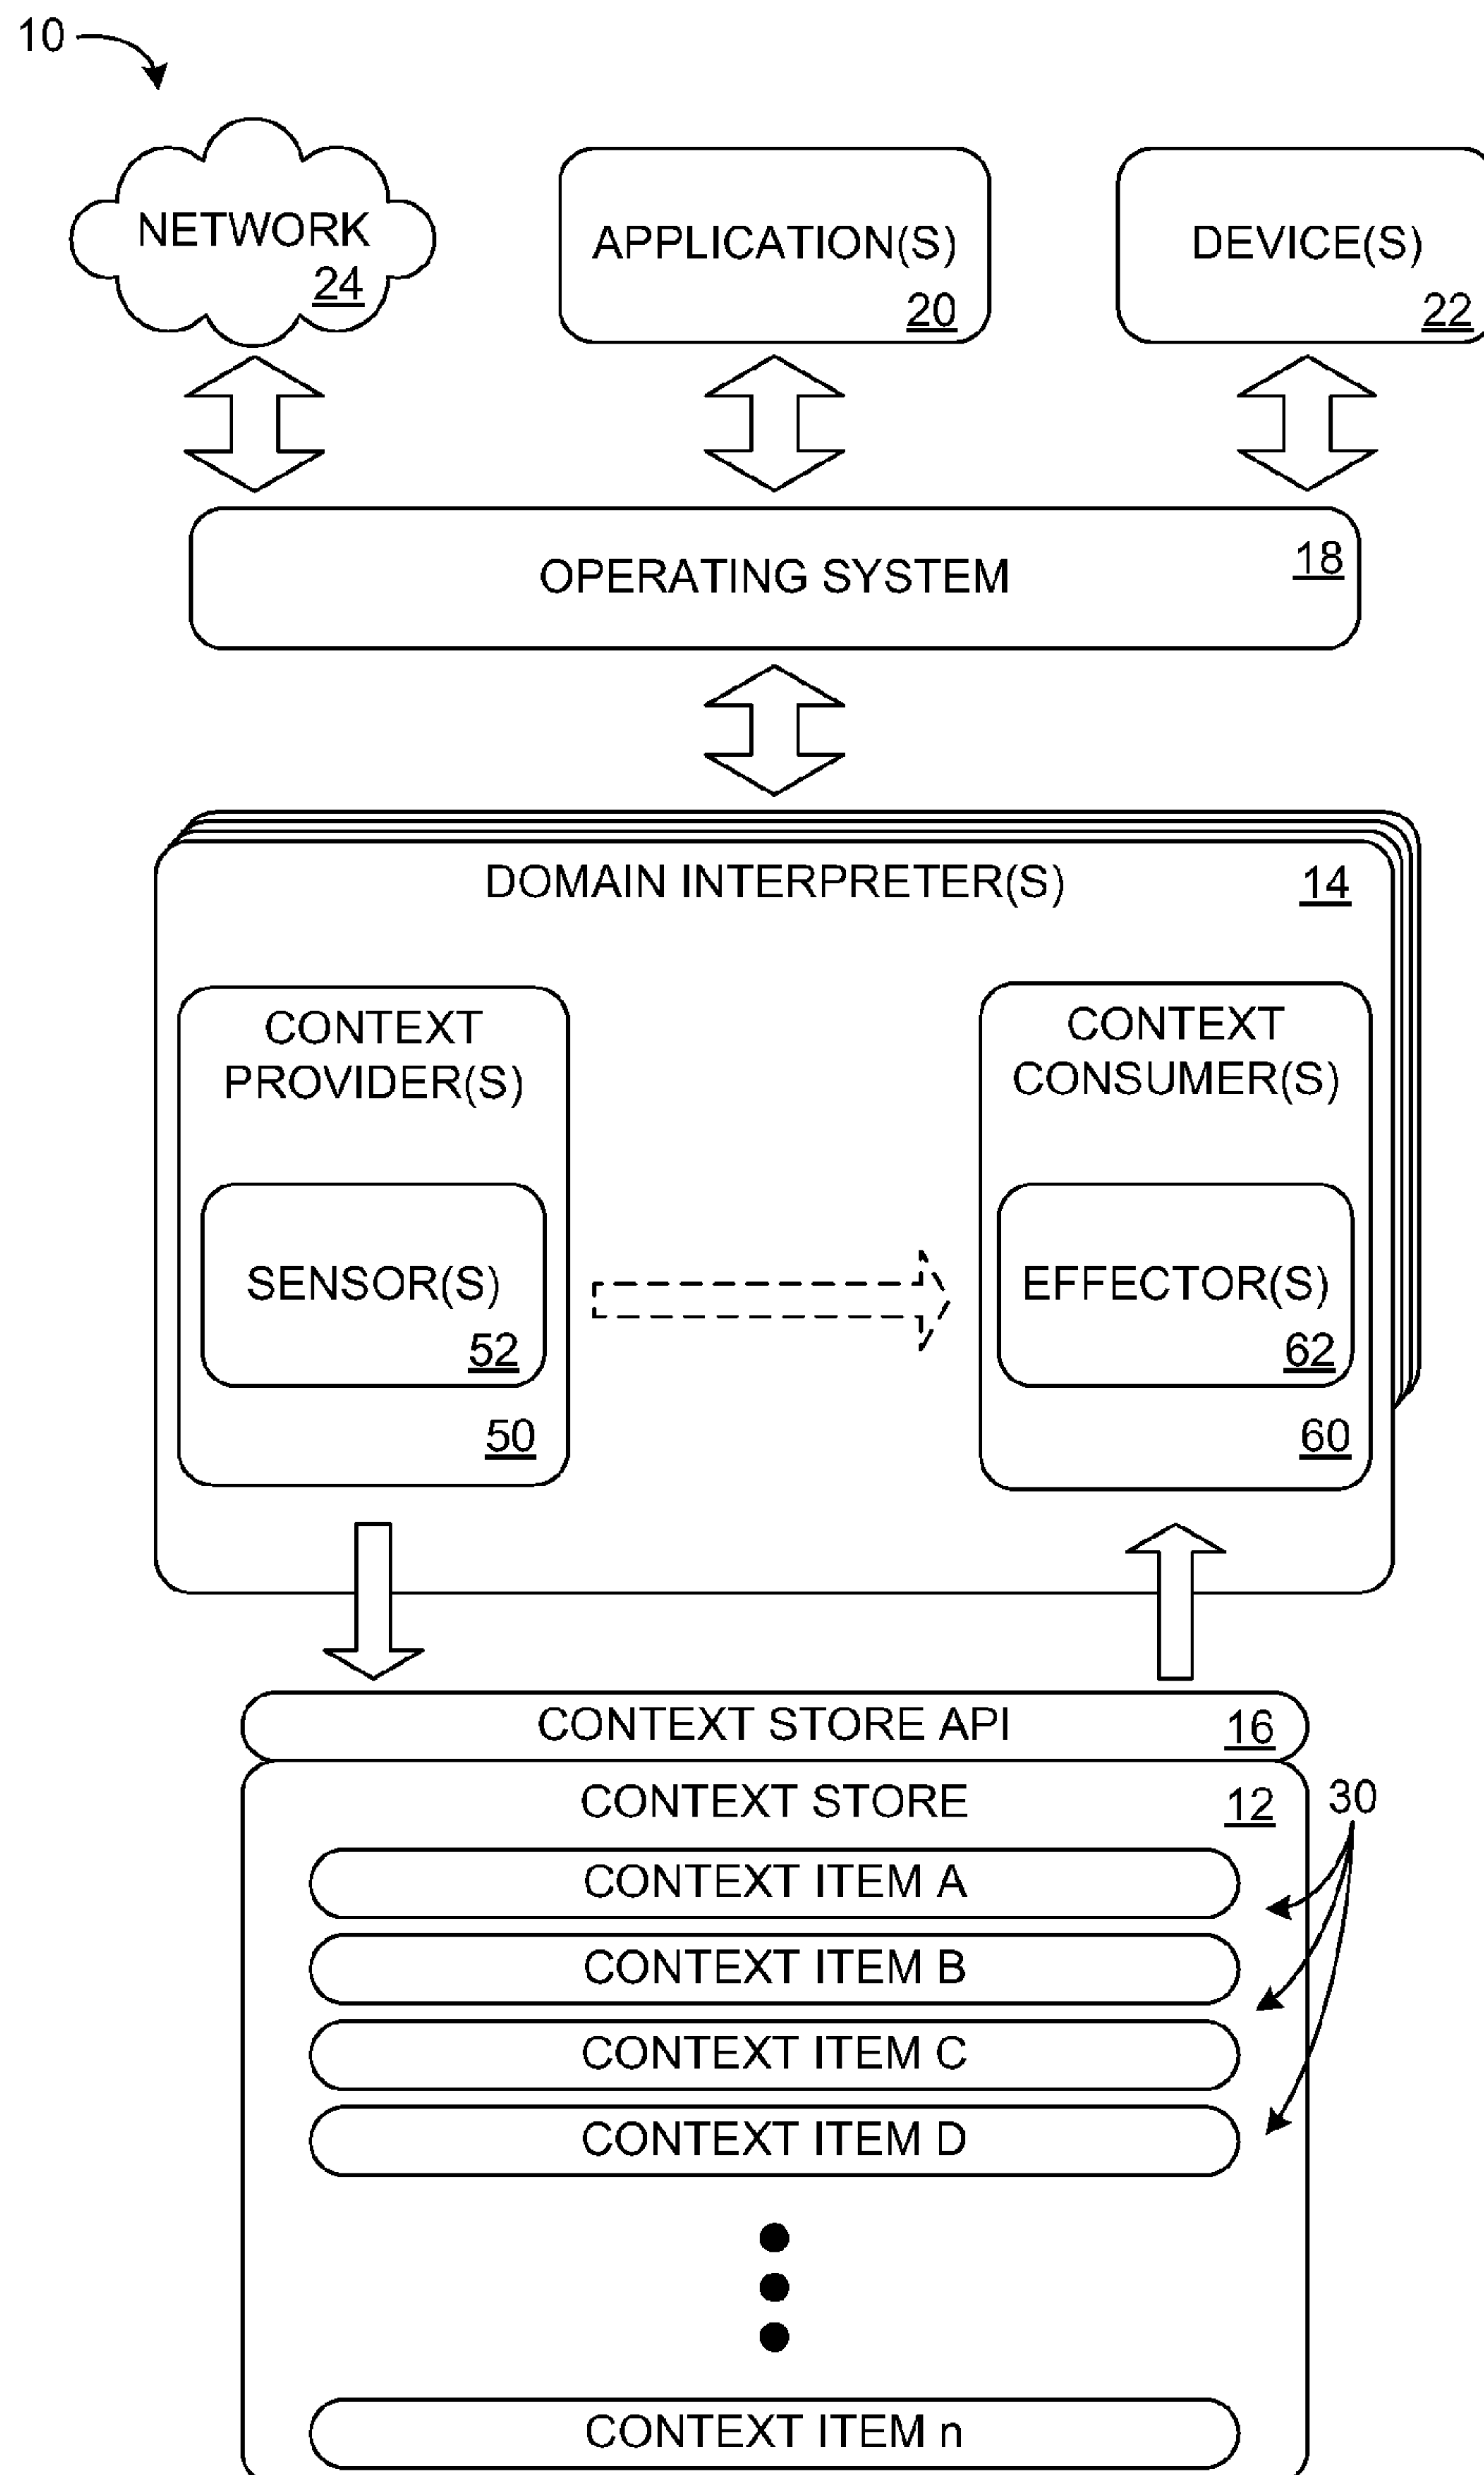 10
NETWORK
24
APPLICATION(S)
20
DEVICE(S)
22
OPERATING SYSTEM
18
DOMAIN INTERPRETER(S)
14
CONTEXT
PROVIDER(S)
SENSOR(S)
52
50
CONTEXT
CONSUMER(S)
EFFECTOR(S)
62
60
CONTEXT STORE API
16
CONTEXT STORE
12
30
CONTEXT ITEM A
CONTEXT ITEM B
CONTEXT ITEM C
CONTEXT ITEM D
CONTEXT ITEM n